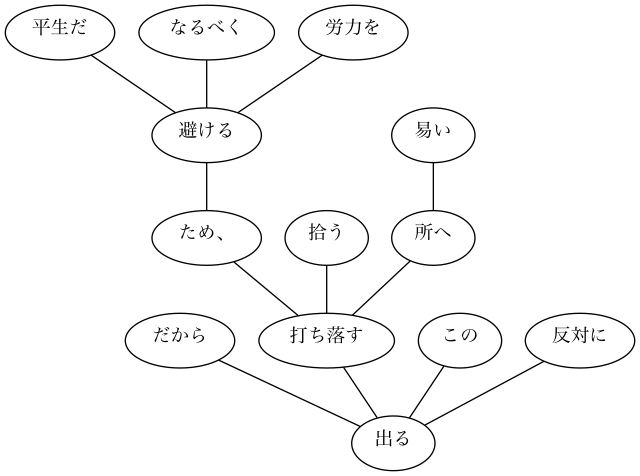 平生だ
なるべく
労力を
避ける
易い
ため、
拾う
所へ
だから
打ち落す
この
反対に
出る